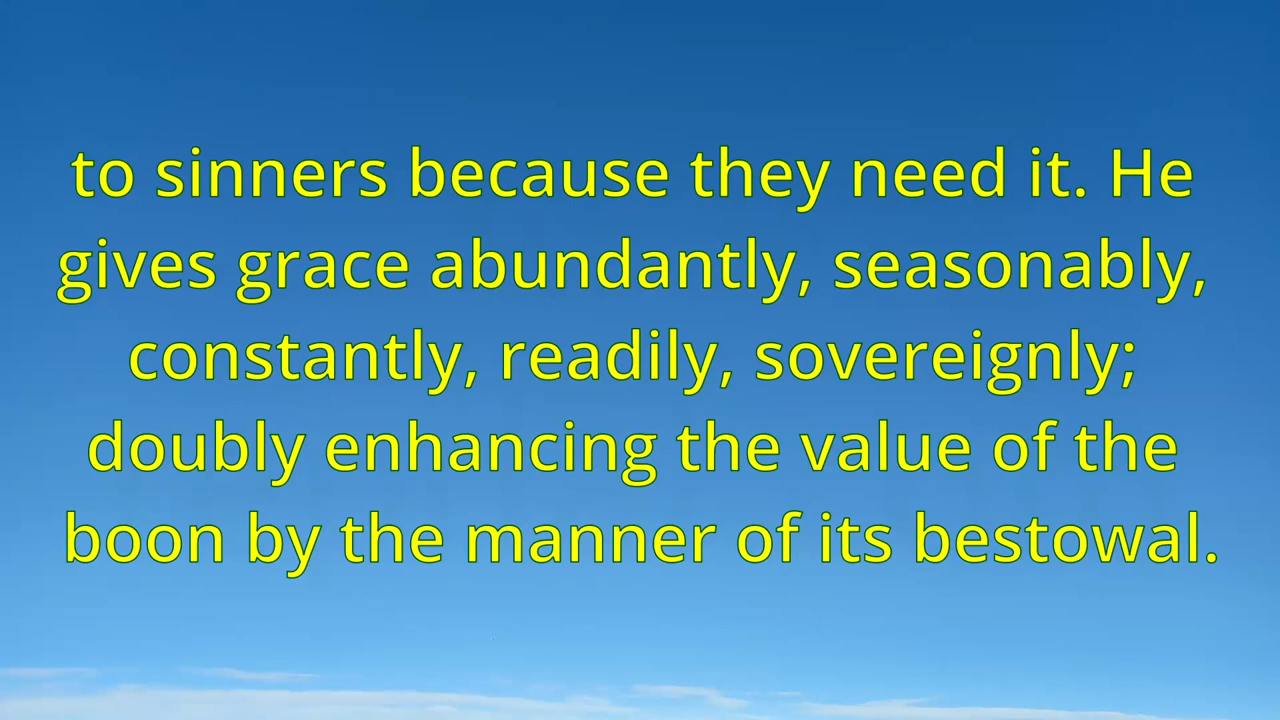 to sinners because they need it. He
gives grace abundantly, seasonably,
constantly, readily, sovereignly;
doubly enhancing the value of the
boon by the manner of its bestowal.